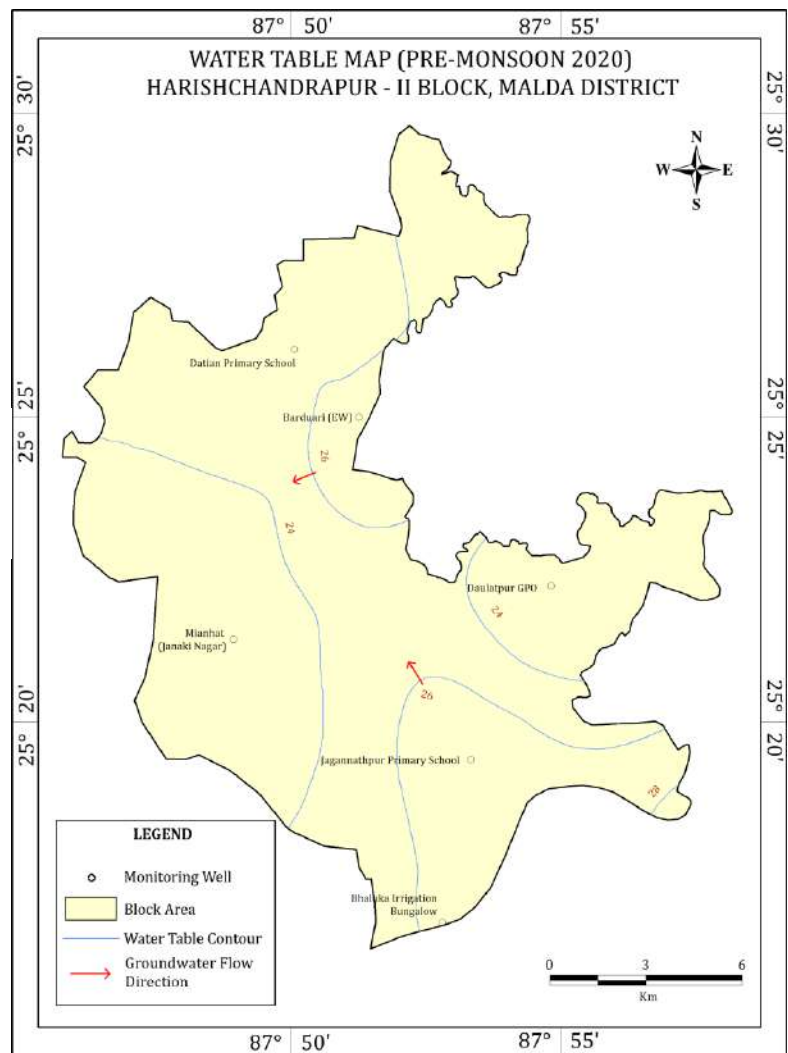 87° 50' 87° 55'
WATER TABLE MAP (PRE-MONSOON 2020)
HARISHCHANDRAPUR - II BLOCK, MALDA DISTRICT
25° 30'
25° 30'
N
W E
S
Datian Primary School
25° 25'
Barduari (EW)
25° 25'
26
24
Daulatpur GPO
24
Mianhat
(Janaki Nagar)
26
25° 20'
25° 20'
Jagannathpur Primary School
28
LEGEND
Monitoring Well
Block Area
Water Table Contour
Groundwater Flow
Direction
Bhaluka Irrigation
Bungalow
0 3 6
Km
87° 50' 87° 55'